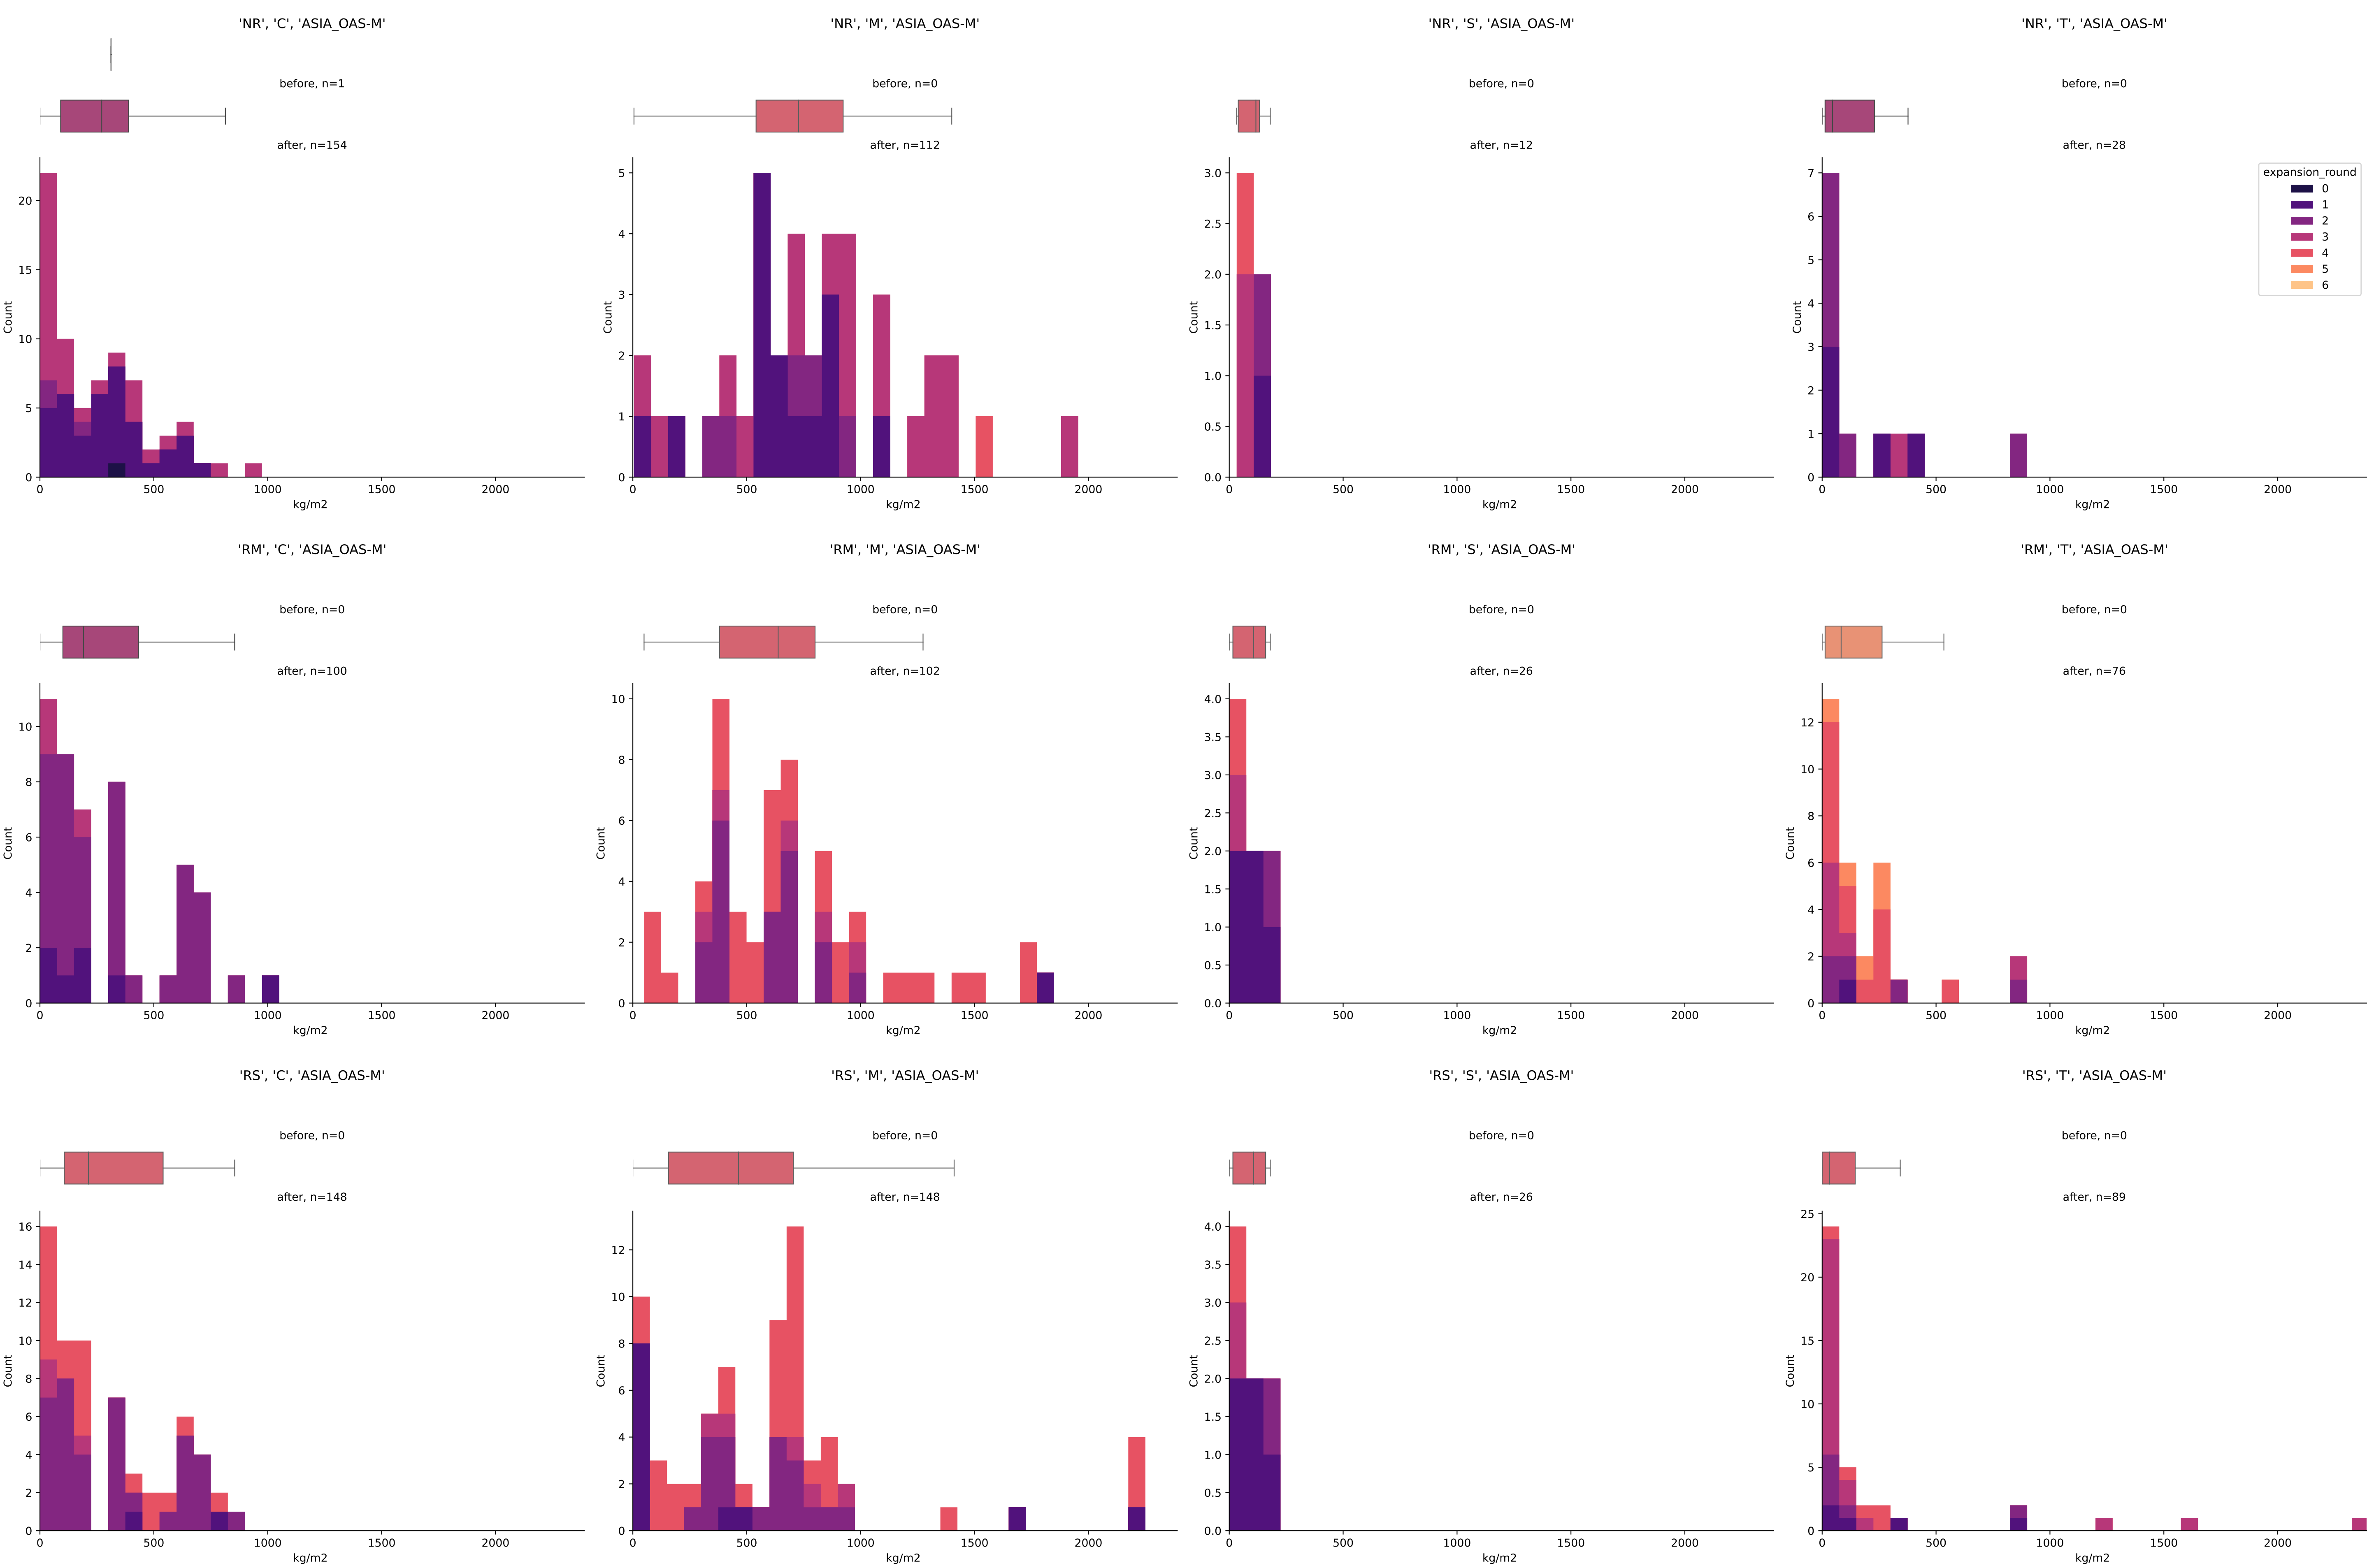 'NR', 'C', 'ASIA_OAS-M'
before, n=1
after, n=154
20
15
10
5
0
Count
0 500 1000 1500 2000
kg/m2
'NR', 'M', 'ASIA_OAS-M'
before, n=0
after, n=112
5
4
3
2
1
0
Count
0 500 1000 1500 2000
kg/m2
'NR', 'S', 'ASIA_OAS-M'
before, n=0
after, n=12
3.0
2.5
2.0
1.5
1.0
0.5
0.0
Count
0 500 1000 1500 2000
kg/m2
'NR', 'T', 'ASIA_OAS-M'
before, n=0
after, n=28
7
6
5
4
3
2
1
0
Count
0 500 1000 1500 2000
kg/m2
expansion_round
0
1
2
3
4
5
6
'RM', 'C', 'ASIA_OAS-M'
before, n=0
after, n=100
10
8
6
4
2
0
Count
0 500 1000 1500 2000
kg/m2
'RM', 'M', 'ASIA_OAS-M'
before, n=0
after, n=102
10
8
6
4
2
0
Count
0 500 1000 1500 2000
kg/m2
'RM', 'S', 'ASIA_OAS-M'
before, n=0
after, n=26
4.0
3.5
3.0
2.5
2.0
1.5
1.0
0.5
0.0
Count
0 500 1000 1500 2000
kg/m2
'RM', 'T', 'ASIA_OAS-M'
before, n=0
after, n=76
12
10
8
6
4
2
0
Count
0 500 1000 1500 2000
kg/m2
'RS', 'C', 'ASIA_OAS-M'
before, n=0
after, n=148
16
14
12
10
8
6
4
2
0
Count
0 500 1000 1500 2000
kg/m2
'RS', 'M', 'ASIA_OAS-M'
before, n=0
after, n=148
12
10
8
6
4
2
0
Count
0 500 1000 1500 2000
kg/m2
'RS', 'S', 'ASIA_OAS-M'
before, n=0
after, n=26
4.0
3.5
3.0
2.5
2.0
1.5
1.0
0.5
0.0
Count
0 500 1000 1500 2000
kg/m2
'RS', 'T', 'ASIA_OAS-M'
before, n=0
after, n=89
25
20
15
10
5
0
Count
0 500 1000 1500 2000
kg/m2